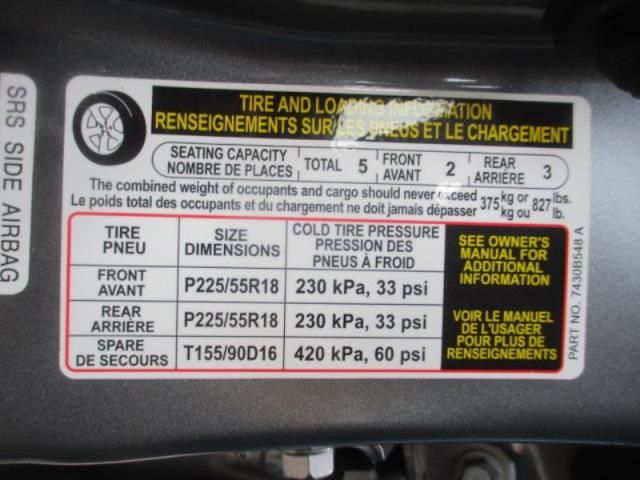 SRS SIDE AIRBAG
TIRE AND LOADING INFORMATION
RENSEIGNEMENTS SUR LES PNEUS ET LE CHARGEMENT
SEATING CAPACITY
NOMBRE DE PLACES
TOTAL 5
FRONT
AVANT
2
REAR
ARRIÈRE
3
The combined weight of occupants and cargo should never exceed 375 kg or 827 lbs.
Le poids total des occupants et du chargement ne doit jamais dépasser kg ou lb.
TIRE
PNEU
SIZE
DIMENSIONS
COLD TIRE PRESSURE
PRESSION DES
PNEUS À FROID
FRONT
AVANT
P225/55R18
230 kPa, 33 psi
REAR
ARRIÈRE
P225/55R18
230 kPa, 33 psi
SPARE
DE SECOURS
T155/90D16
420 kPa, 60 psi
SEE OWNER'S
MANUAL FOR
ADDITIONAL
INFORMATION
VOIR LE MANUEL
DE L'USAGER
POUR PLUS DE
RENSEIGNEMENTS
PART NO. 7430B548 A